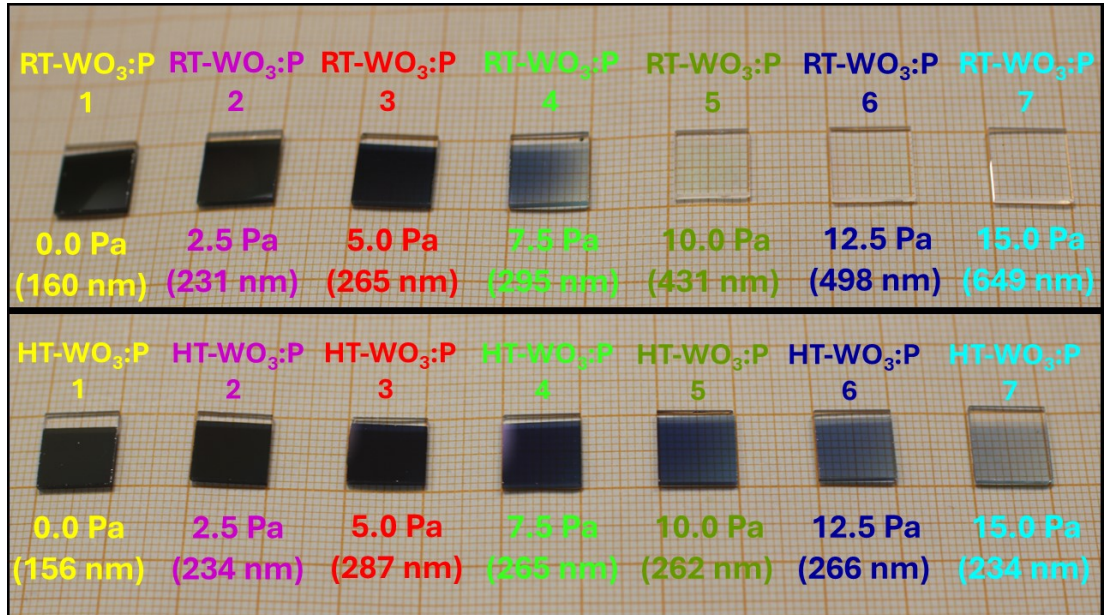 RT-WO₃:P RT-WO₃:P RT-WO₃:P RT-WO₃:P RT-WO₃:P RT-WO₃:P RT-WO₃:P
1 2 3 4 5 6 7
0.0 Pa 2.5 Pa 5.0 Pa 7.5 Pa 10.0 Pa 12.5 Pa 15.0 Pa
(160 nm) (231 nm) (265 nm) (295 nm) (431 nm) (498 nm) (649 nm)
HT-WO₃:P HT-WO₃:P HT-WO₃:P HT-WO₃:P HT-WO₃:P HT-WO₃:P HT-WO₃:P
1 2 3 4 5 6 7
0.0 Pa 2.5 Pa 5.0 Pa 7.5 Pa 10.0 Pa 12.5 Pa 15.0 Pa
(156 nm) (234 nm) (287 nm) (265 nm) (262 nm) (266 nm) (234 nm)